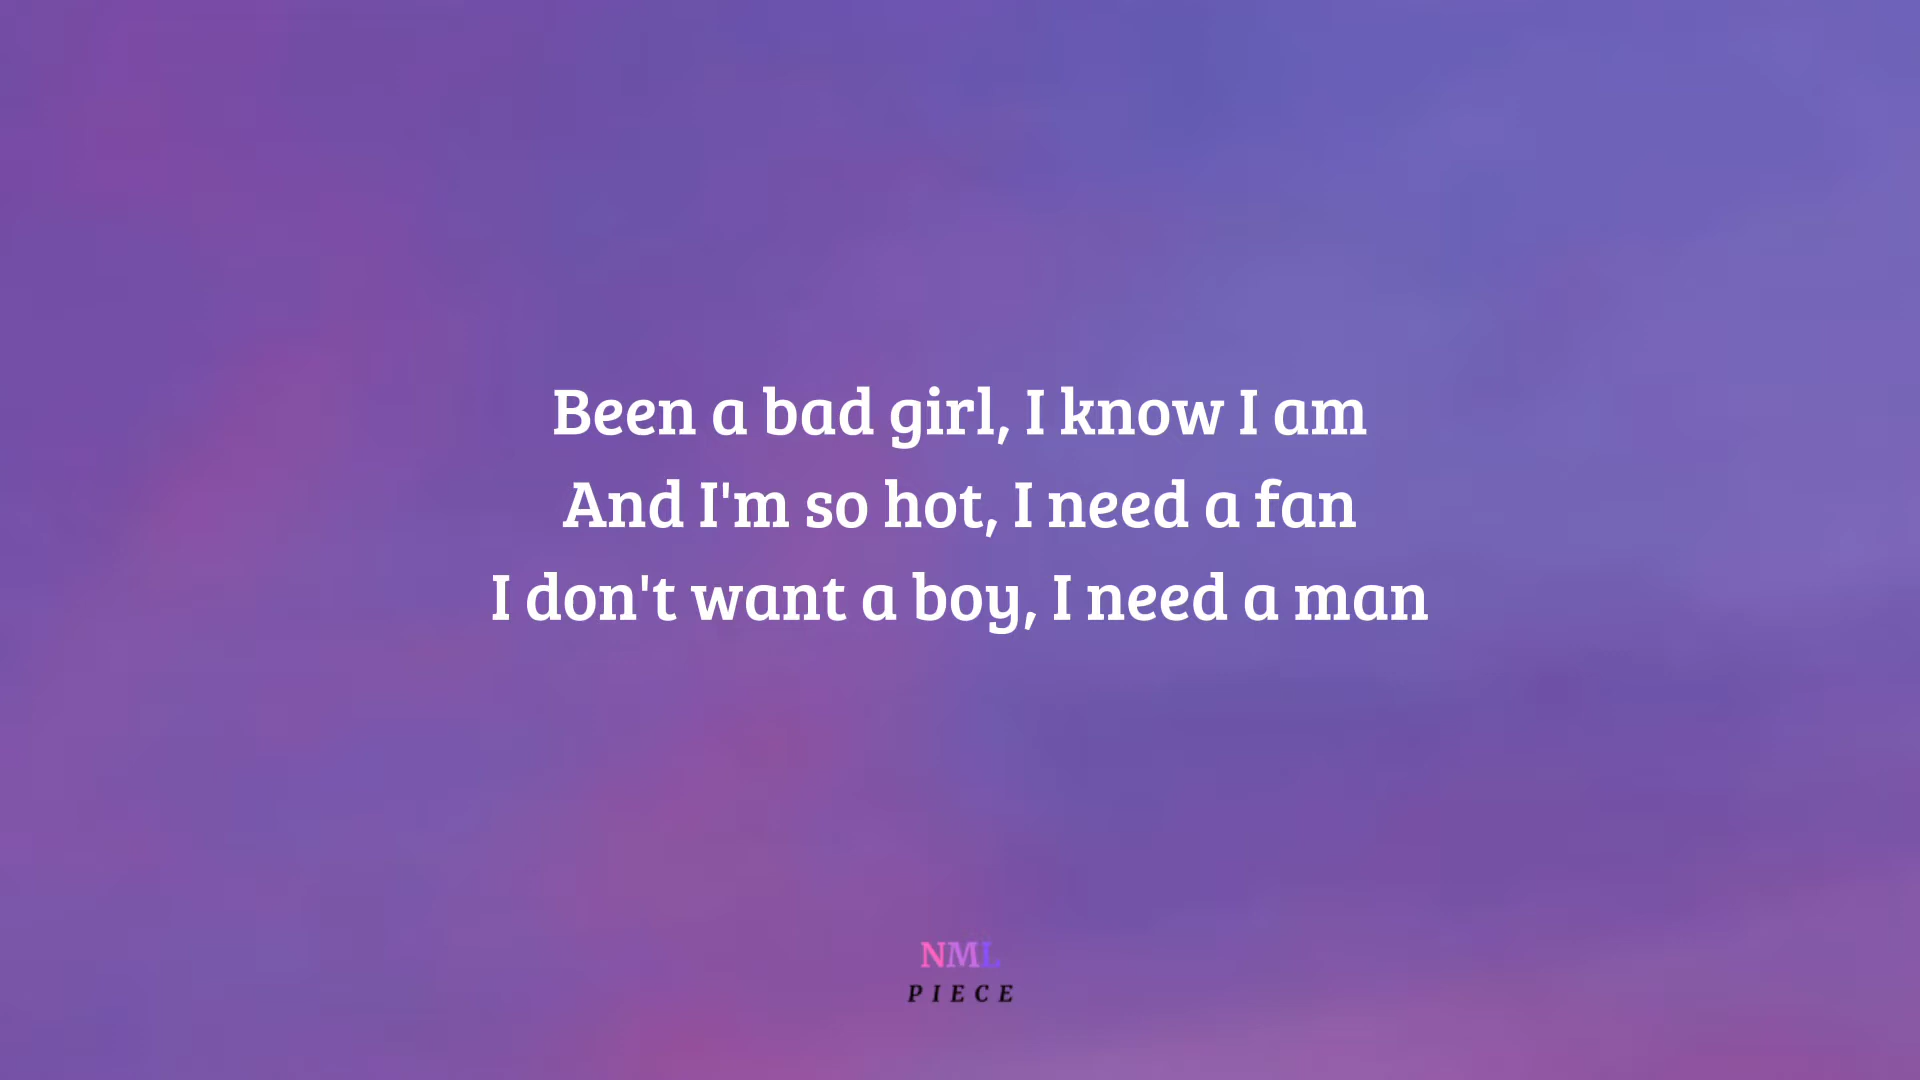 Been a bad girl, I know I am
And I'm so hot, I need a fan
I don't want a boy, I need a man
NML
PIECE